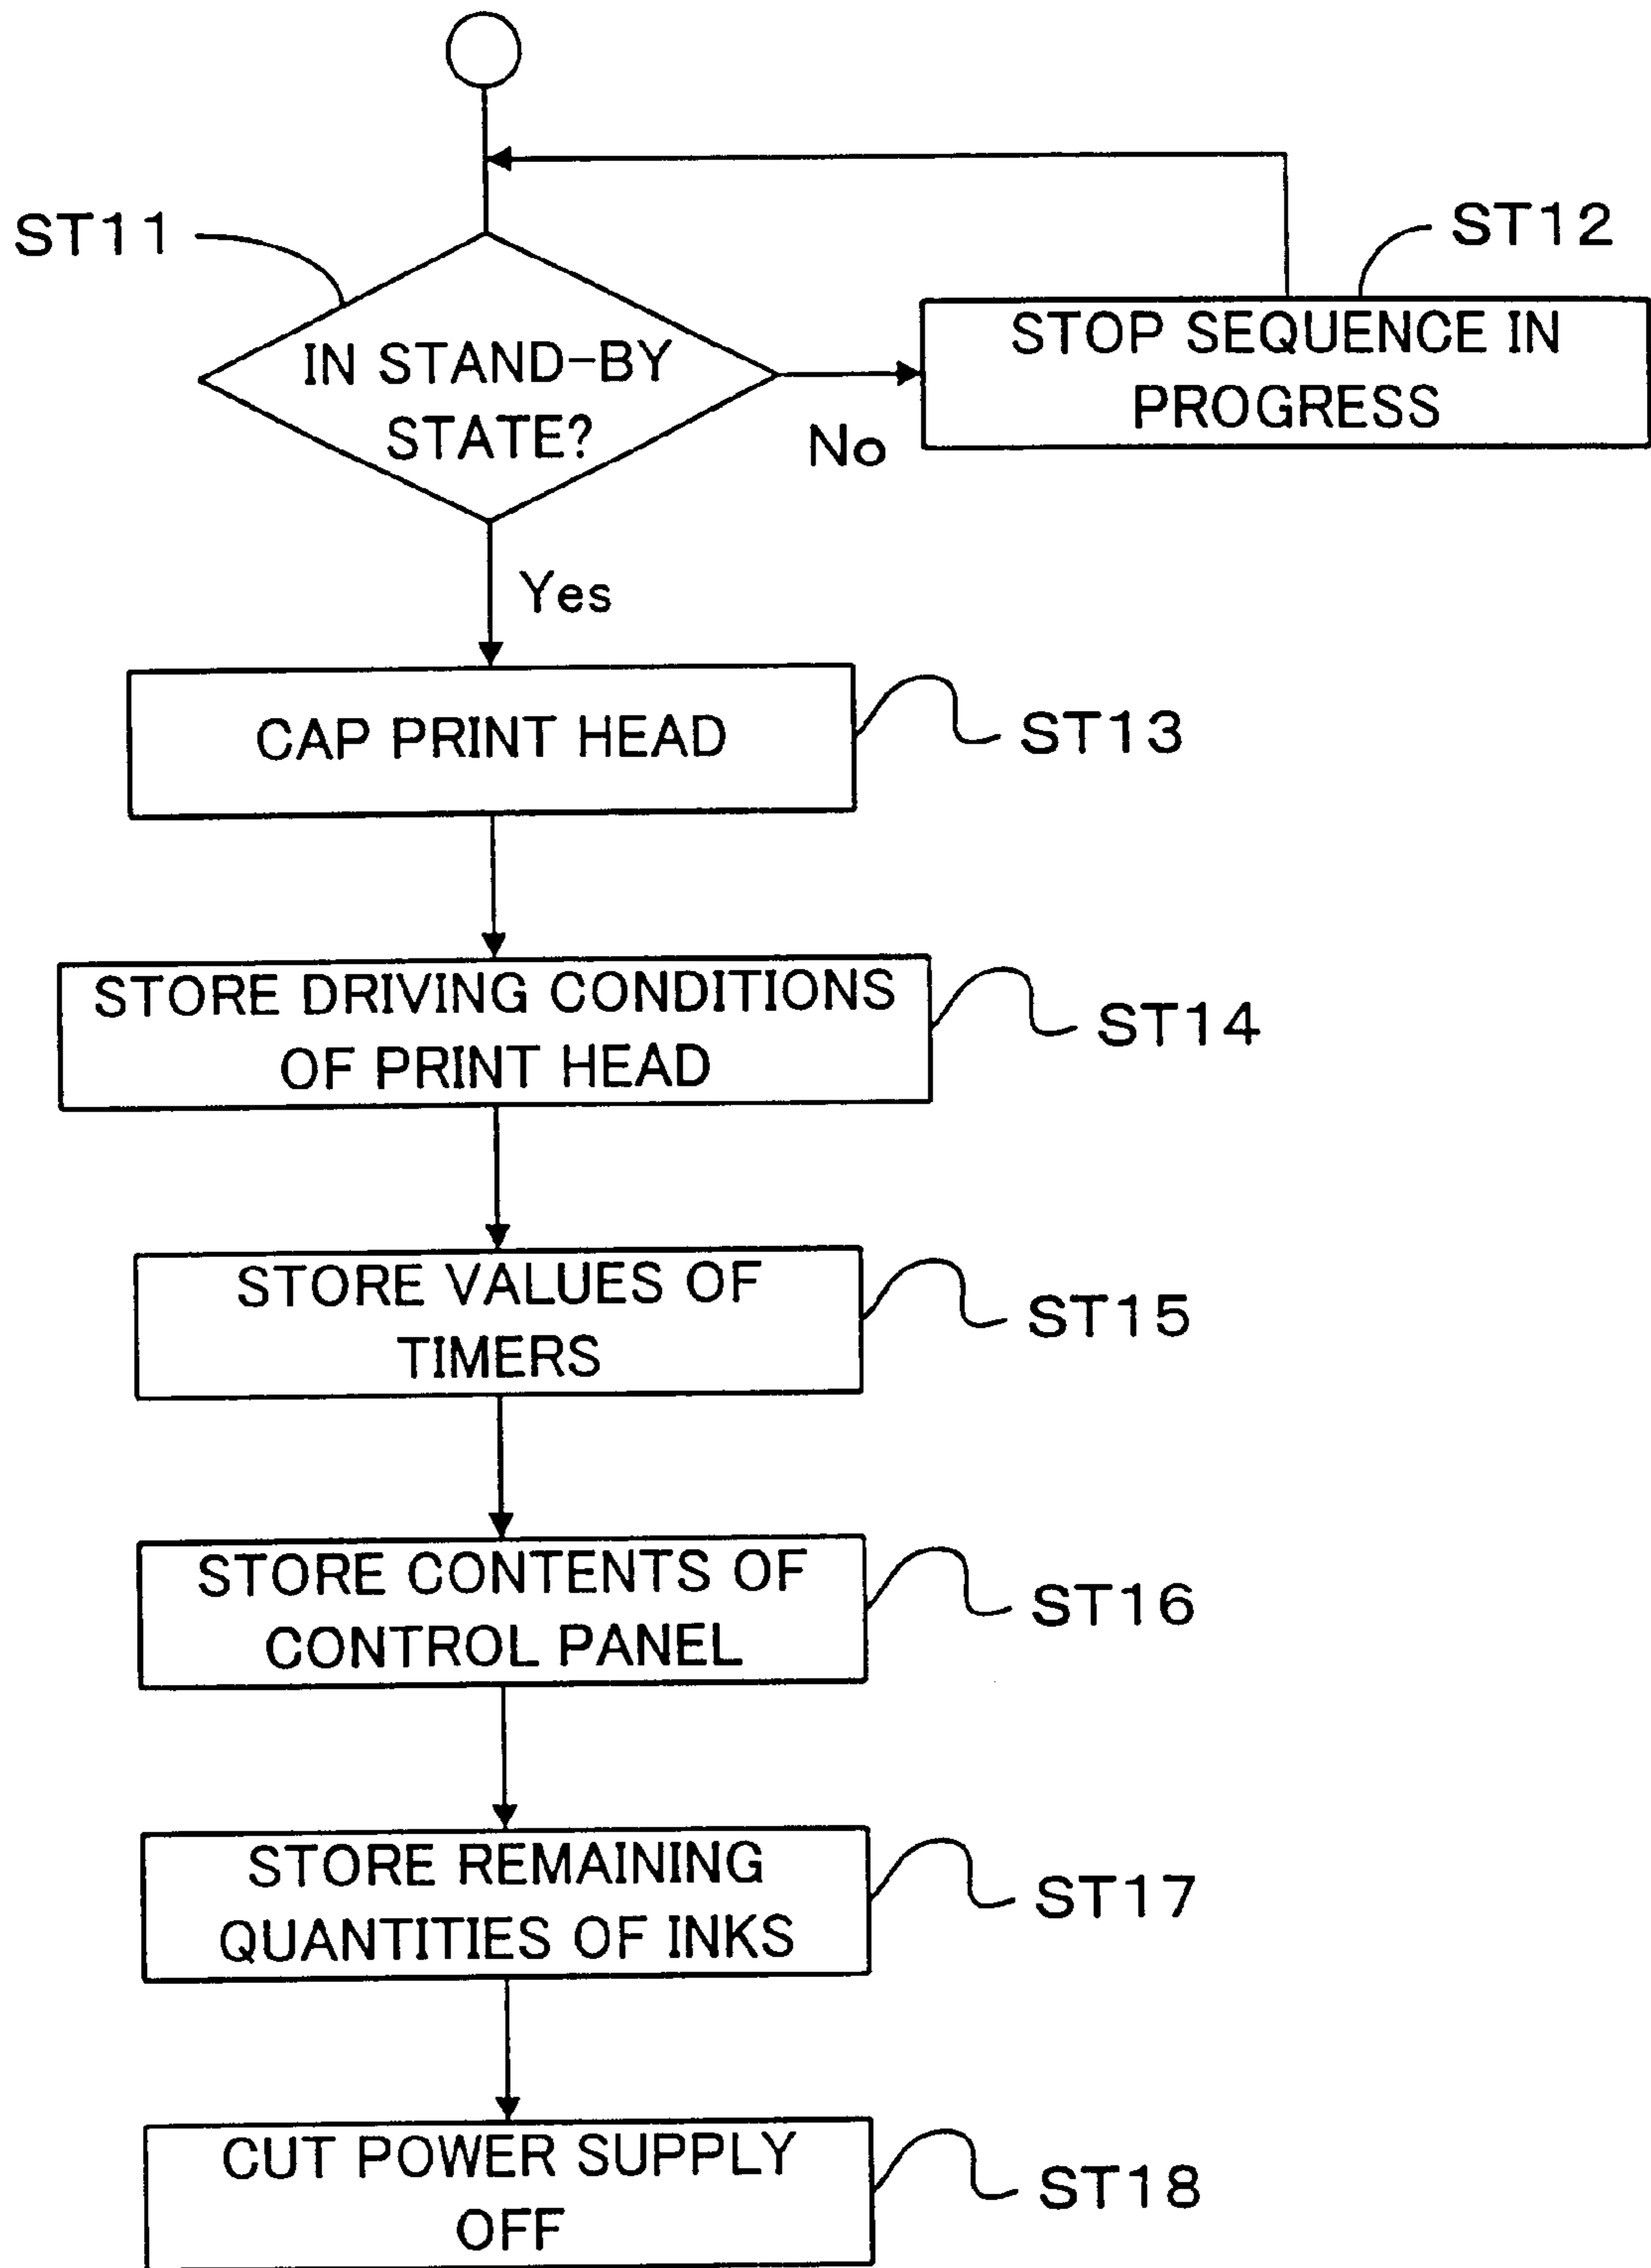 ST11
IN STAND-BY
STATE?
No
Yes
ST12
STOP SEQUENCE IN
PROGRESS
CAP PRINT HEAD
ST13
STORE DRIVING CONDITIONS
OF PRINT HEAD
ST14
STORE VALUES OF
TIMERS
ST15
STORE CONTENTS OF
CONTROL PANEL
ST16
STORE REMAINING
QUANTITIES OF INKS
ST17
CUT POWER SUPPLY
OFF
ST18